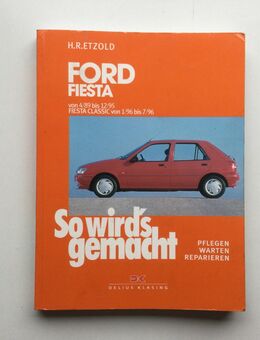 H.R.ETZOLD
FORD
FIESTA
von 4/89 bis 12/95
FIESTA CLASSIC von 1/96 bis 7/96
So wird's
gemacht
PFLEGEN
WARTEN
REPARIEREN
DK
DELIUS KLASING